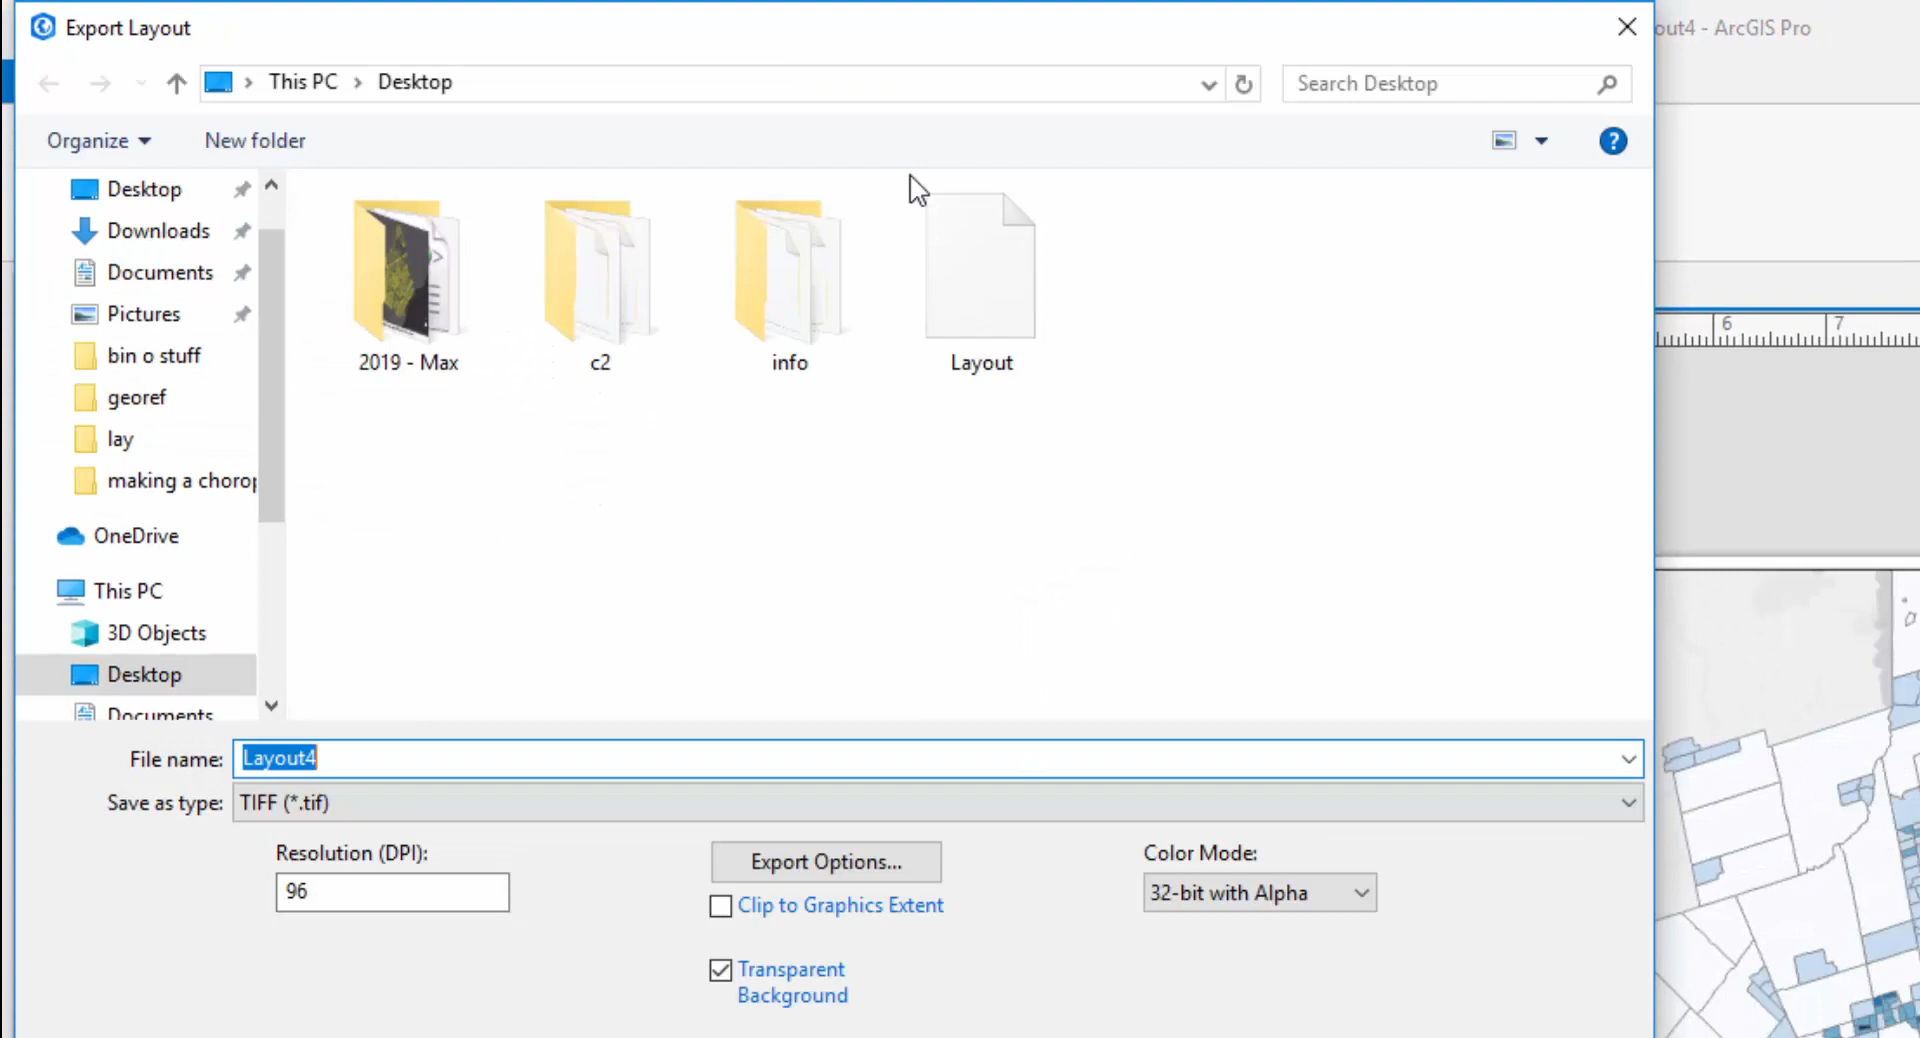 Export Layout
out4 - ArcGIS Pro
This PC > Desktop
Search Desktop
Organize
New folder
?
Desktop
Downloads
Documents
Pictures
bin o stuff
georef
lay
making a chorop
OneDrive
This PC
3D Objects
Desktop
Documents
2019 - Max
c2
info
Layout
6
7
File name:
Layout4
Save as type:
TIFF (*.tif)
Resolution (DPI):
96
Export Options...
Clip to Graphics Extent
Transparent
Background
Color Mode:
32-bit with Alpha